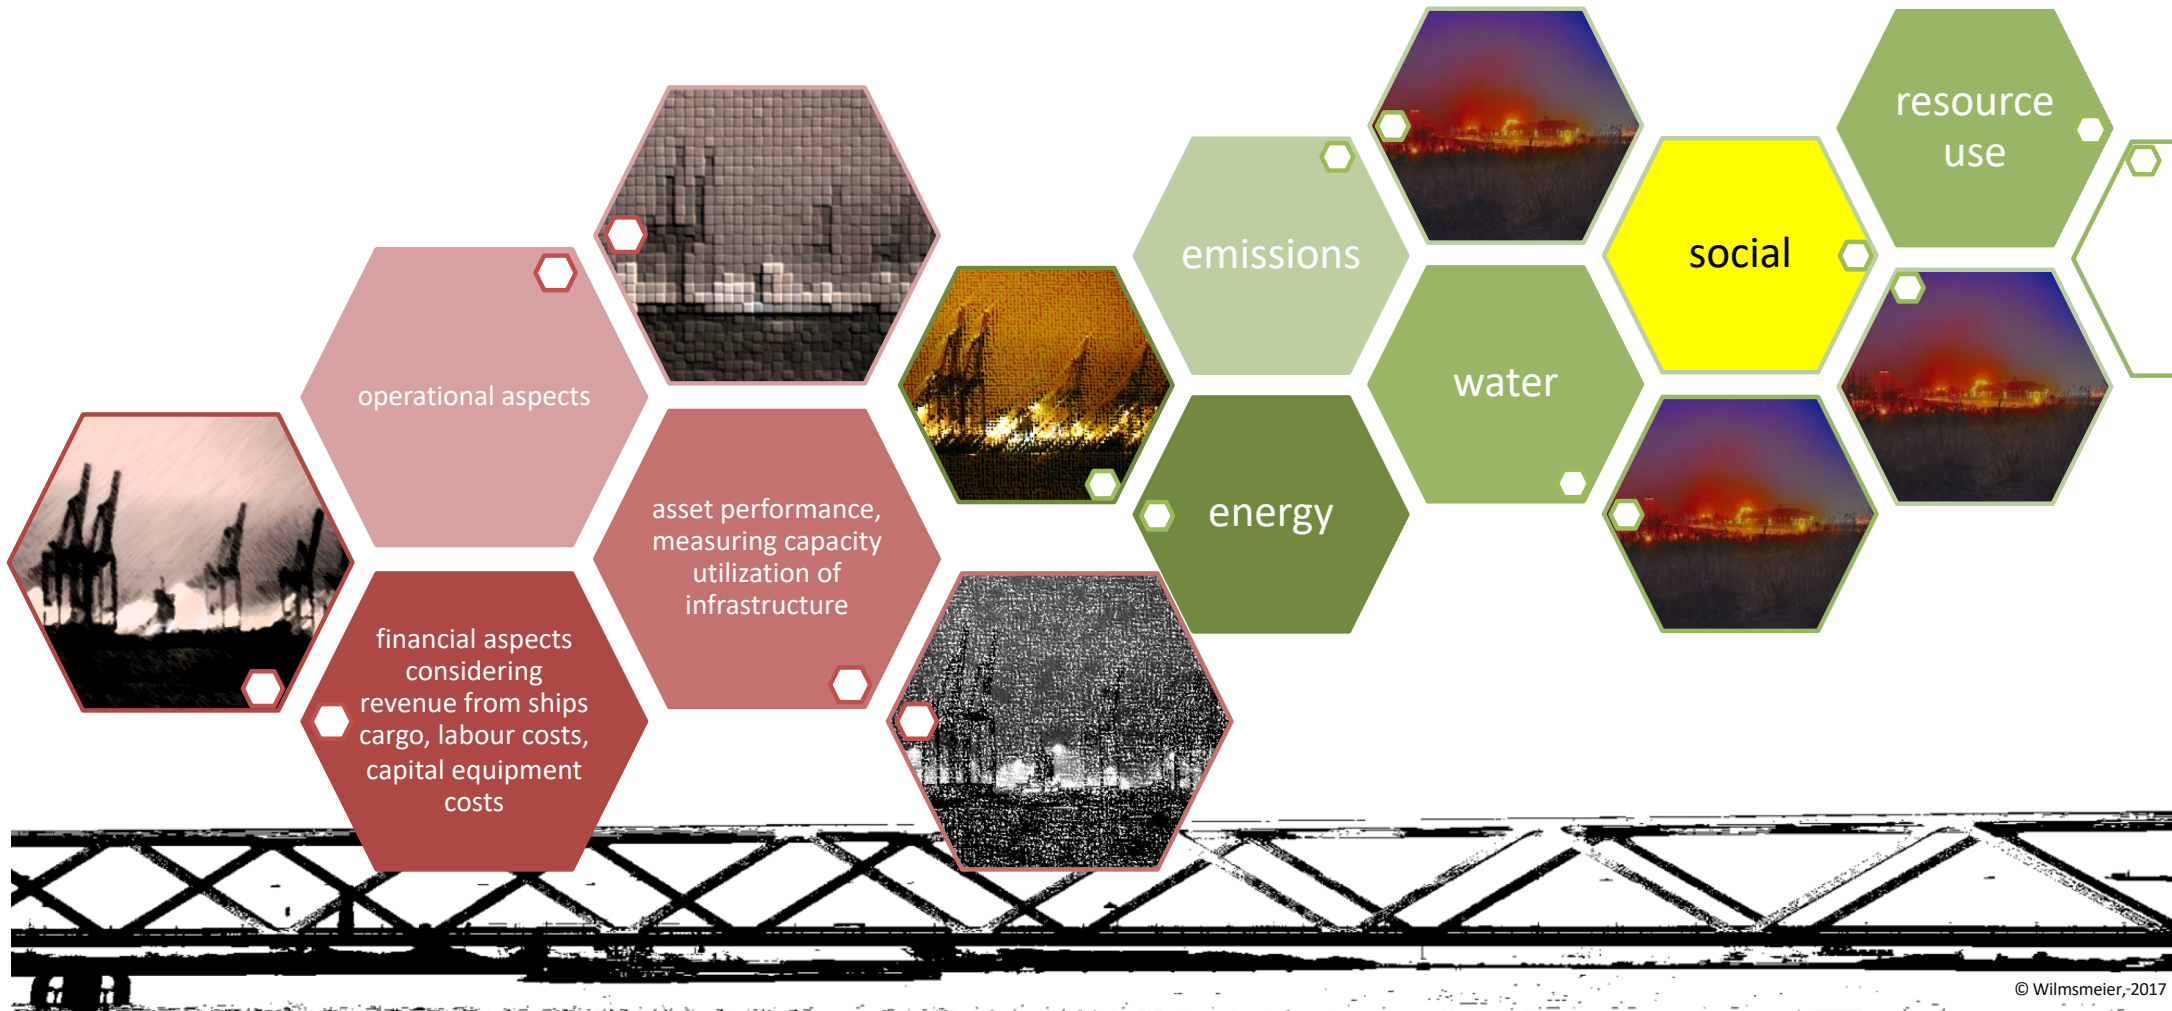 operational aspects
financial aspects
considering
revenue from ships
cargo, labour costs,
capital equipment
costs
asset performance,
measuring capacity
utilization of
infrastructure
emissions
energy
water
social
resource
use
© Wilmsmeier, 2017